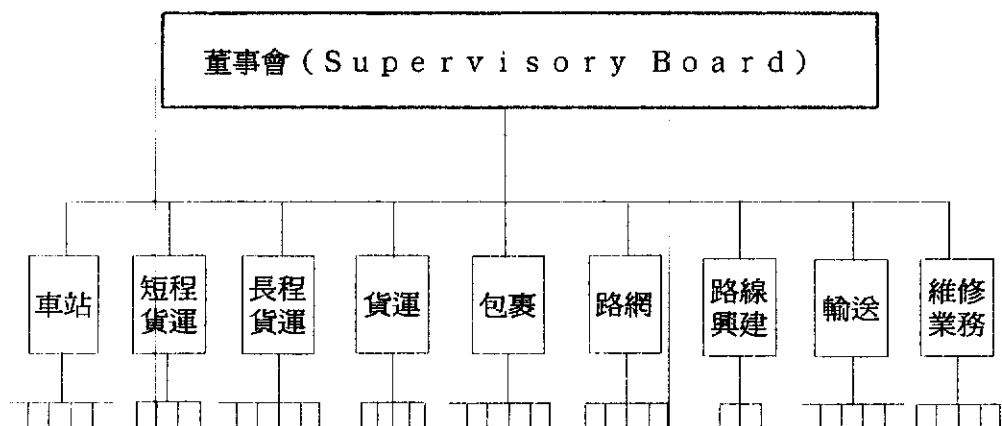 董事會(Supervisory Board)
車站
短程
貨運
長程
貨運
貨運
包裹
路網
路線
興建
輸送
維修
業務